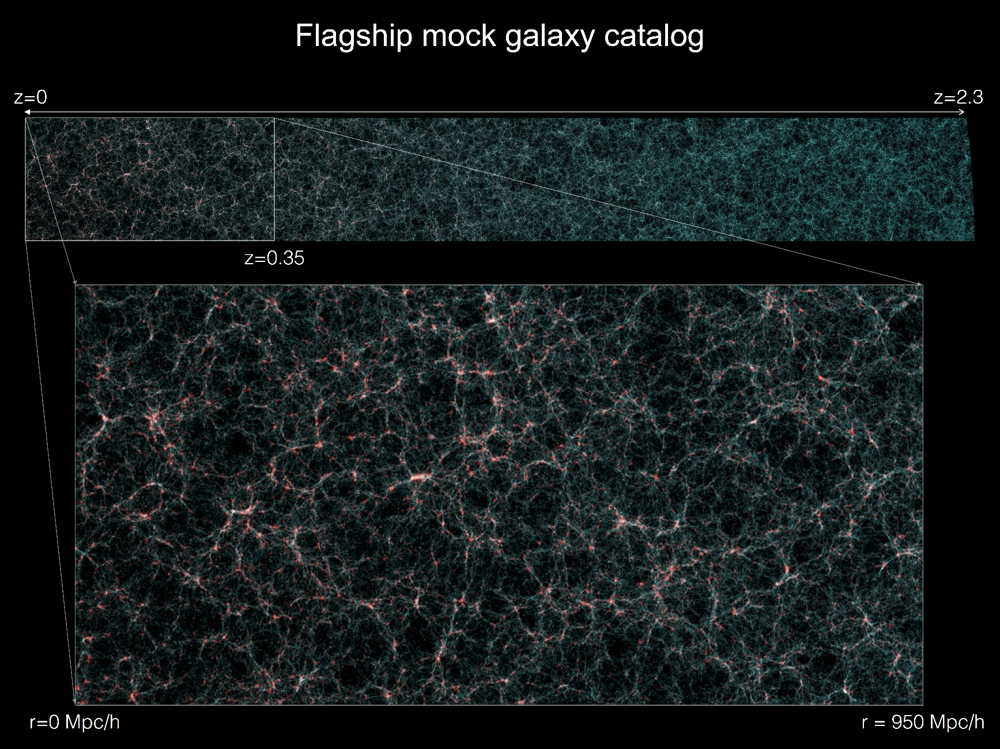 Flagship mock galaxy catalog
z=0
z=2.3
z=0.35
r=0 Mpc/h
r = 950 Mpc/h